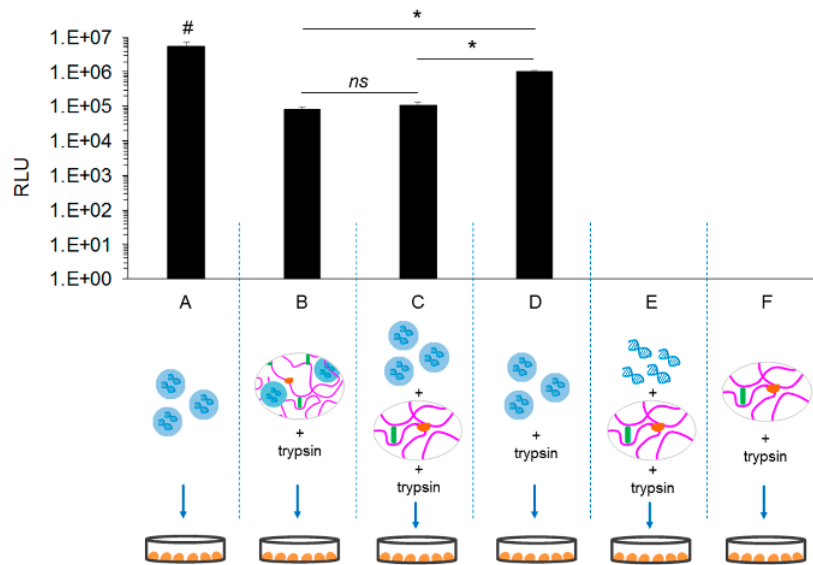 #
*
*
ns
1.E+07
1.E+06
1.E+05
1.E+04
1.E+03
1.E+02
1.E+01
1.E+00
RLU
A B C D E F
+
trypsin
+
+
trypsin
+
trypsin
+
+
trypsin
+
trypsin